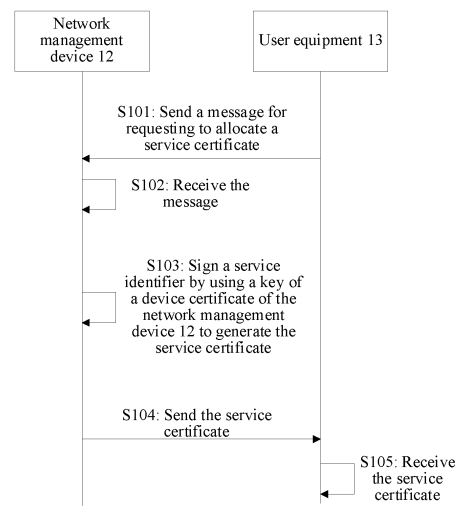 Network
management
device 12
User equipment 13
S101: Send a message for
requesting to allocate a
service certificate
S102: Receive the
message
S103: Sign a service
identifier by using a key of
a device certificate of the
network management
device 12 to generate the
service certificate
S104: Send the service
certificate
S105: Receive
the service
certificate